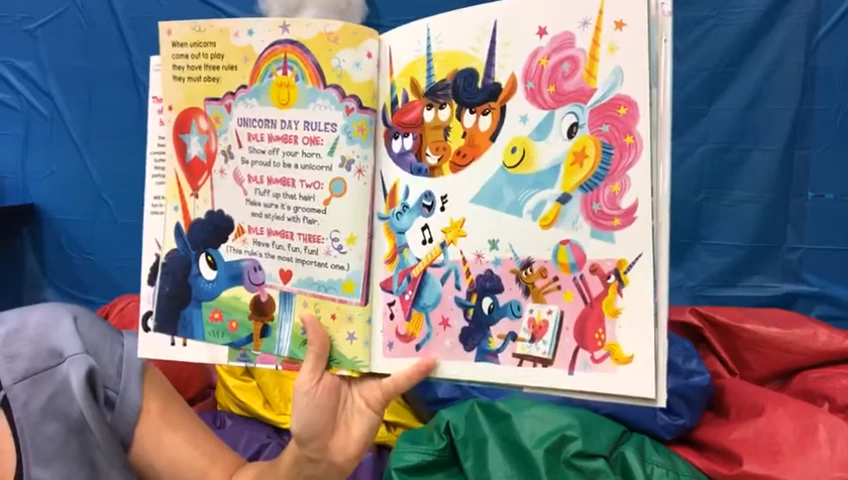 When unicorns
come out to play
they have three rules
they must obey:
UNICORN DAY RULES
RULE NUMBER ONE:
Show off your horn.
Be proud to be a unicorn!
RULE NUMBER TWO:
Fluff up that hair!
Make sure it's groomed
and styled with flair.
RULE NUMBER THREE:
Have fun, fun, fun!
(This rule's the most important one.)